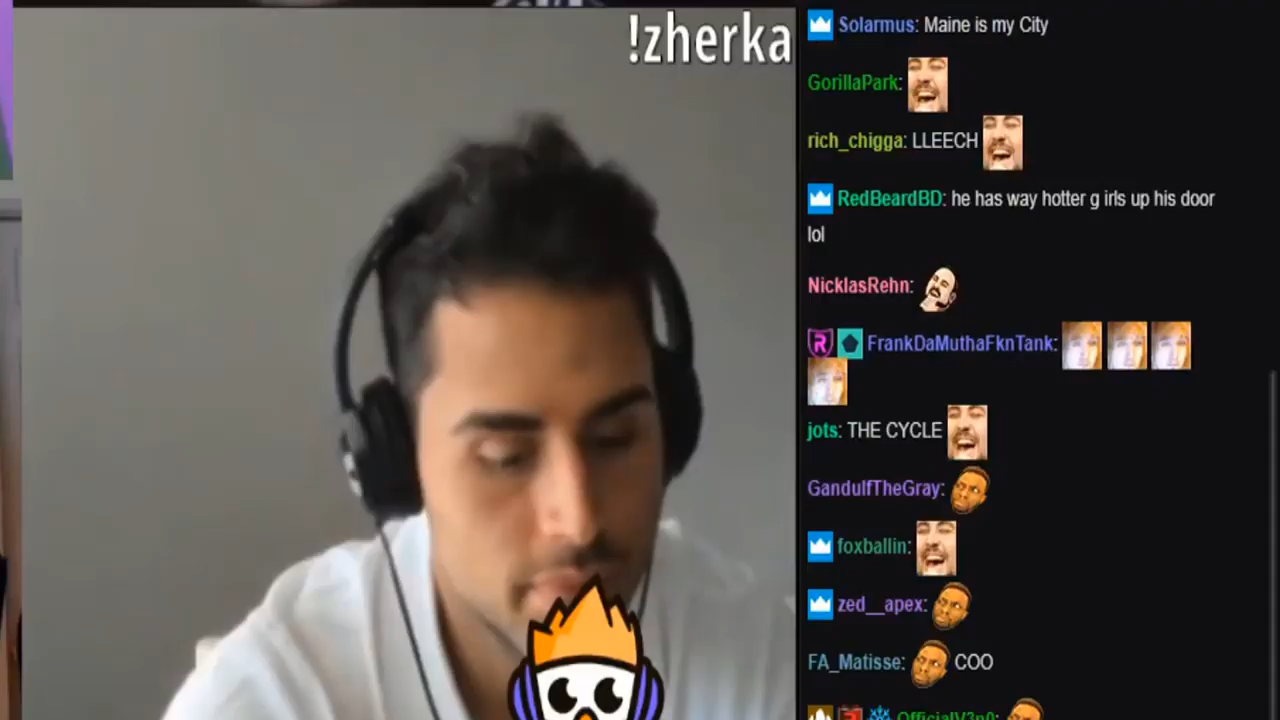 !zherka
Solarmus: Maine is my City
GorillaPark:
rich_chigga: LLEECH
RedBeardBD: he has way hotter g irls up his door
lol
NicklasRehn:
FrankDaMuthaFknTank:
jots: THE CYCLE
GandulfTheGray:
foxballin:
zed__apex:
FA_Matisse: COO
OfficialV3n0: